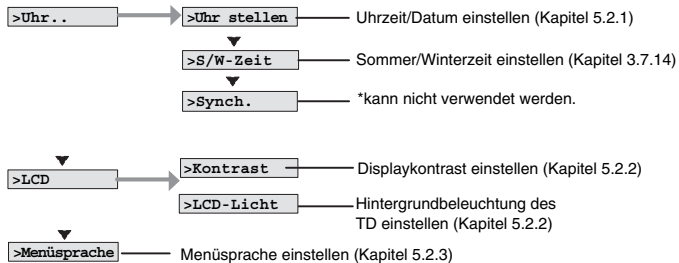 >Uhr.. >Uhr stellen Uhrzeit/Datum einstellen (Kapitel 5.2.1)
>S/W-Zeit Sommer/Winterzeit einstellen (Kapitel 3.7.14)
>Synch. *kann nicht verwendet werden.
>Kontrast Displaykontrast einstellen (Kapitel 5.2.2)
>LCD
>LCD-Licht Hintergrundbeleuchtung des
TD einstellen (Kapitel 5.2.2)
>Menüsprache Menüsprache einstellen (Kapitel 5.2.3)